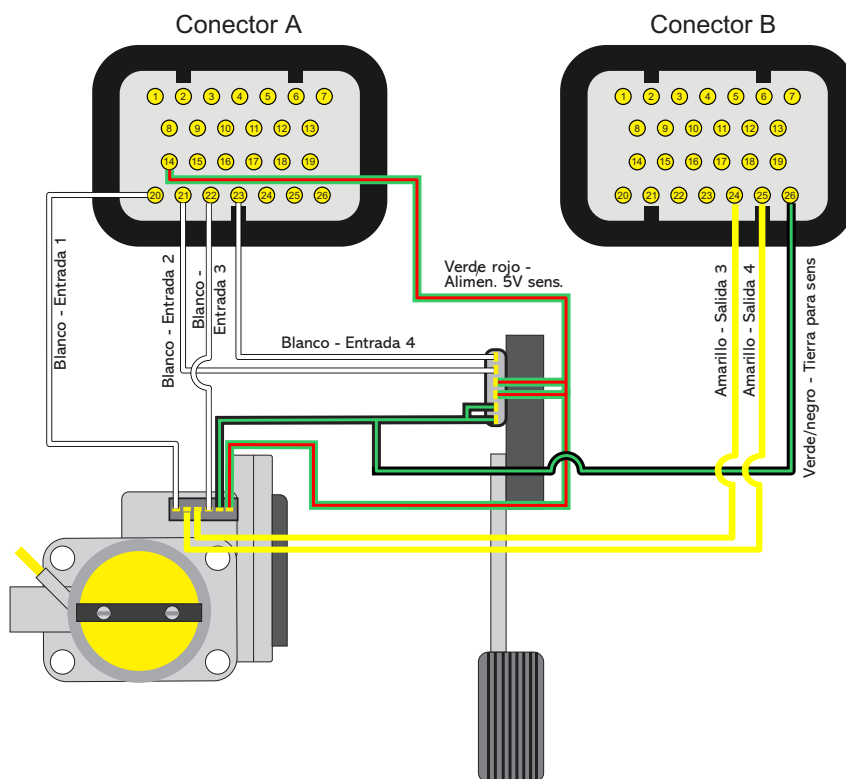 Conector A
Conector B
1 2 3 4 5 6 7
8 9 10 11 12 13
14 15 16 17 18 19
20 21 22 23 24 25 26
1 2 3 4 5 6 7
8 9 10 11 12 13
14 15 16 17 18 19
20 21 22 23 24 25 26
Blanco - Entrada 1
Blanco - Entrada 2
Blanco -
Entrada 3
Verde rojo -
Alimen. 5V sens.
Blanco - Entrada 4
Amarillo - Salida 3
Amarillo - Salida 4
Verde/negro - Tierra para sens